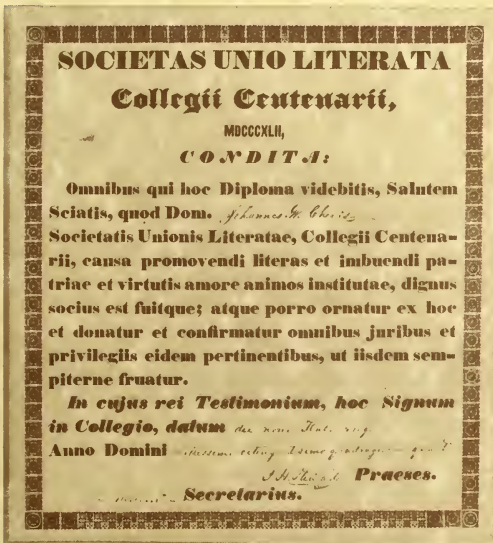 SOCIETAS UNIO LITERATA
Collegii Centenarii,
MDCCCXLII,
CONDITA:
Omnibus qui hoc Diploma videbitis, Salutem
Sciatis, quod Dom. Johannes W.
Societatis Unionis Literatae, Collegii Centena-
rii, causa promovendi literas et imbuendi pa-
triae et virtutis amore animos institutae, dignus
socius est fuitque; atque porro ornatur ex hoc
et donatur et confirmatur omnibus juribus et
privilegiis eidem pertinentibus, ut iisdem sem-
piterne fruatur.
In cujus rei Testimonium, hoc Signum
in Collegio, datum
Anno Domini
Praeses.
Secretarius.